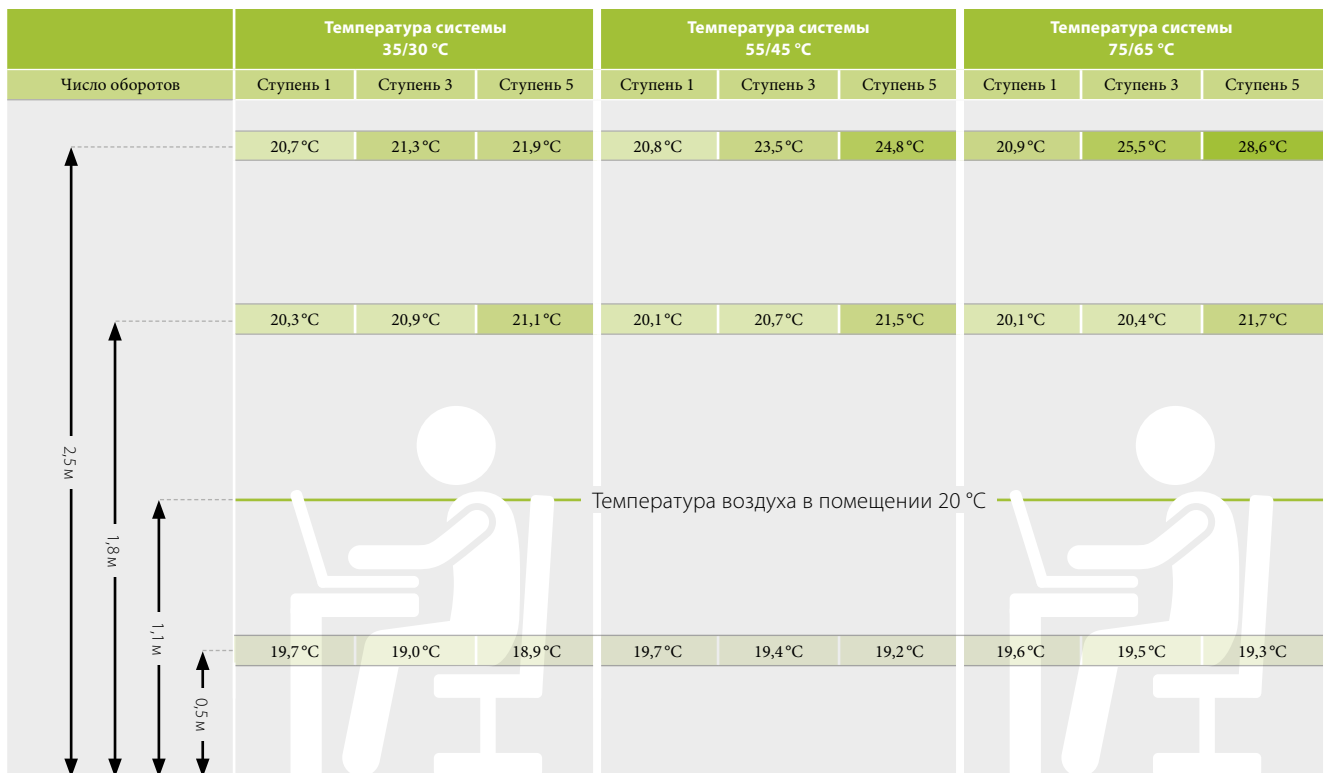 Температура системы
35/30 °C
Температура системы
55/45 °C
Температура системы
75/65 °C
Число оборотов
Ступень 1
Ступень 3
Ступень 5
Ступень 1
Ступень 3
Ступень 5
Ступень 1
Ступень 3
Ступень 5
20,7 °C
21,3 °C
21,9 °C
20,8 °C
23,5 °C
24,8 °C
20,9 °C
25,5 °C
28,6 °C
20,3 °C
20,9 °C
21,1 °C
20,1 °C
20,7 °C
21,5 °C
20,1 °C
20,4 °C
21,7 °C
2,5 м
Температура воздуха в помещении 20 °C
1,8 м
1,1 м
19,7 °C
19,0 °C
18,9 °C
19,7 °C
19,4 °C
19,2 °C
19,6 °C
19,5 °C
19,3 °C
0,5 м